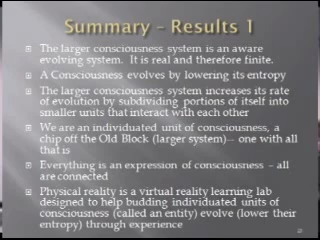 Summary – Results 1
The larger consciousness system is an aware
evolving system. It is real and therefore finite.
A Consciousness evolves by lowering its entropy
The larger consciousness system increases its rate
of evolution by subdividing portions of itself into
smaller units that interact with each other
We are an individuated unit of consciousness, a
chip off the Old Block (larger system)-- one with all
that is
Everything is an expression of consciousness – all
are connected
Physical reality is a virtual reality learning lab
designed to help budding individuated units of
consciousness (called an entity) evolve (lower their
entropy) through experience